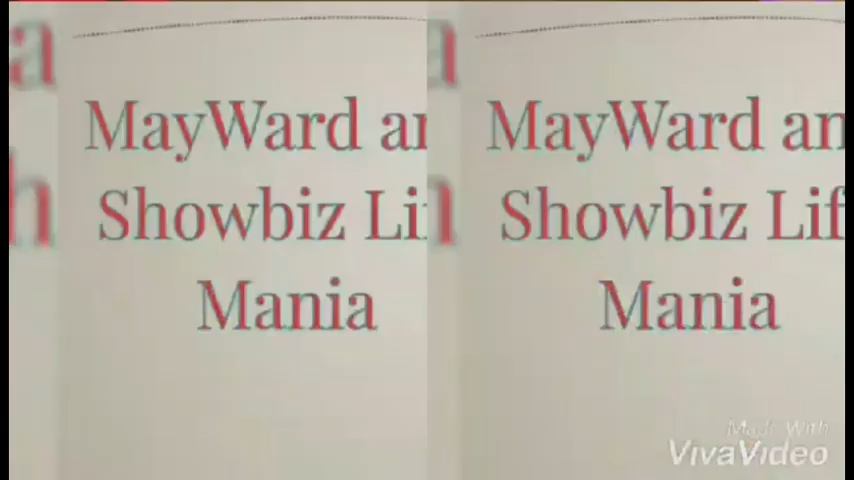 MayWard an
Showbiz Lif
Mania
MayWard an
Showbiz Lif
Mania
a
h
Made With
VivaVideo